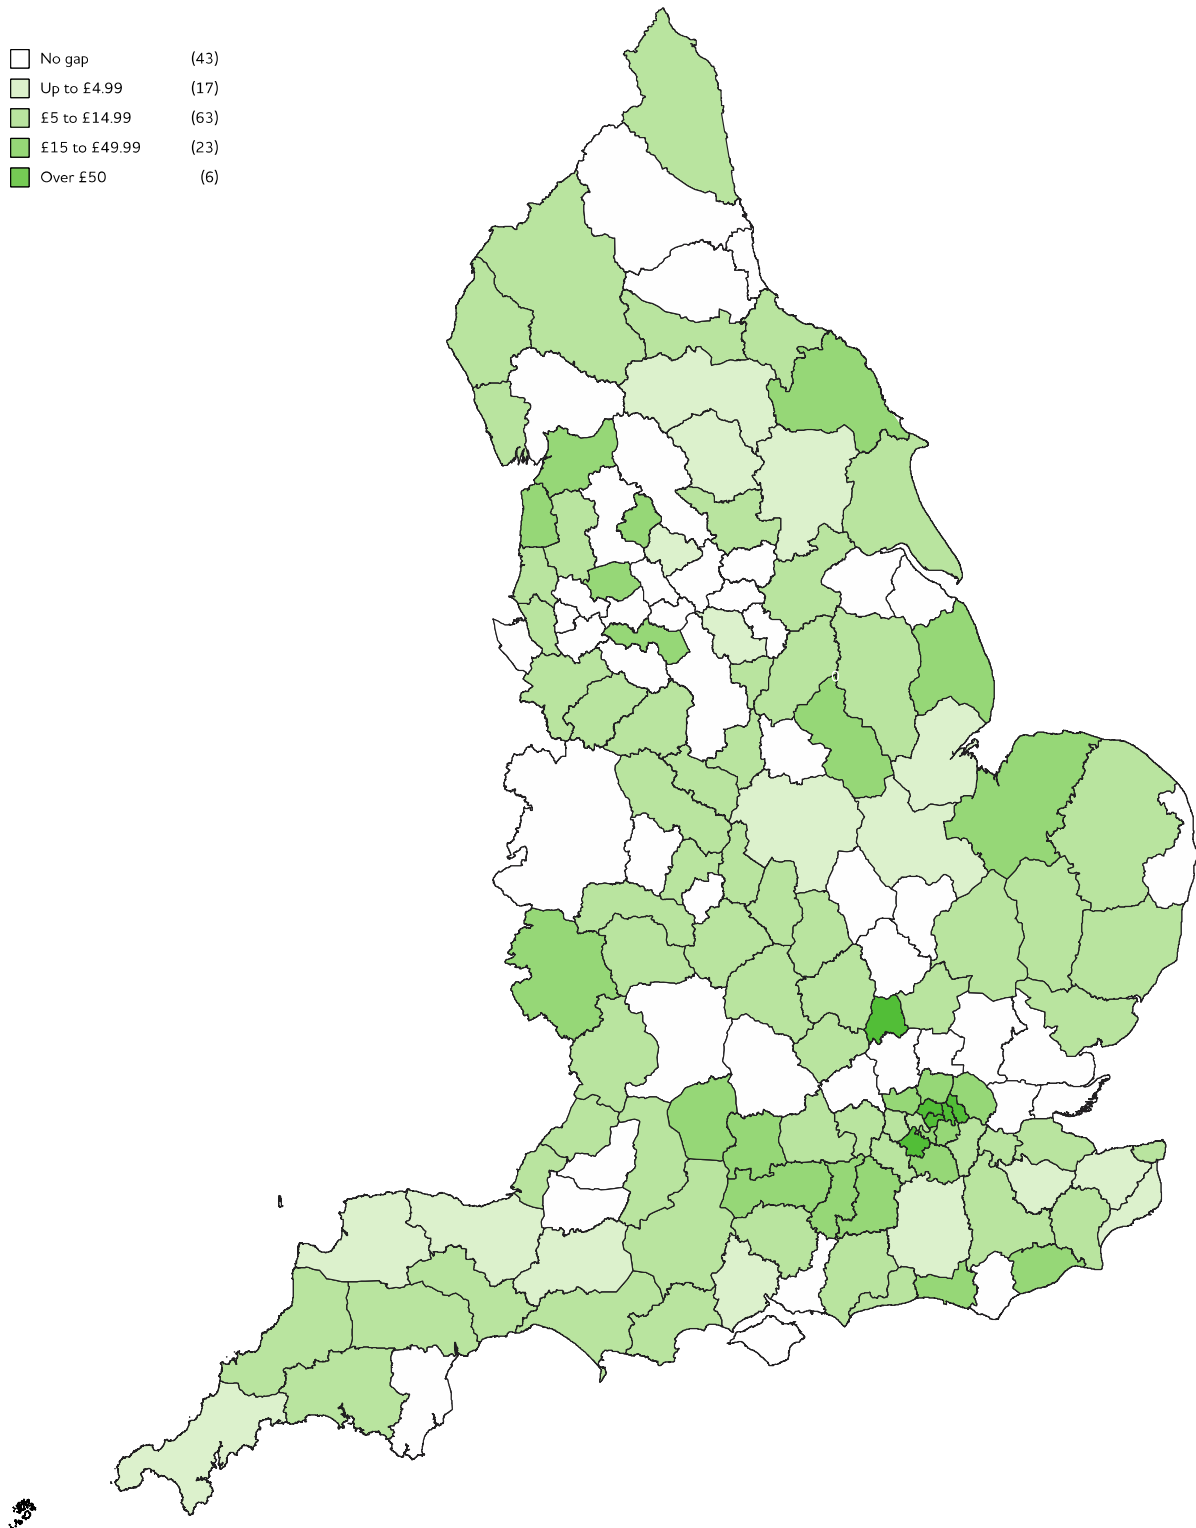 No gap (43)
Up to £4.99 (17)
£5 to £14.99 (63)
£15 to £49.99 (23)
Over £50 (6)